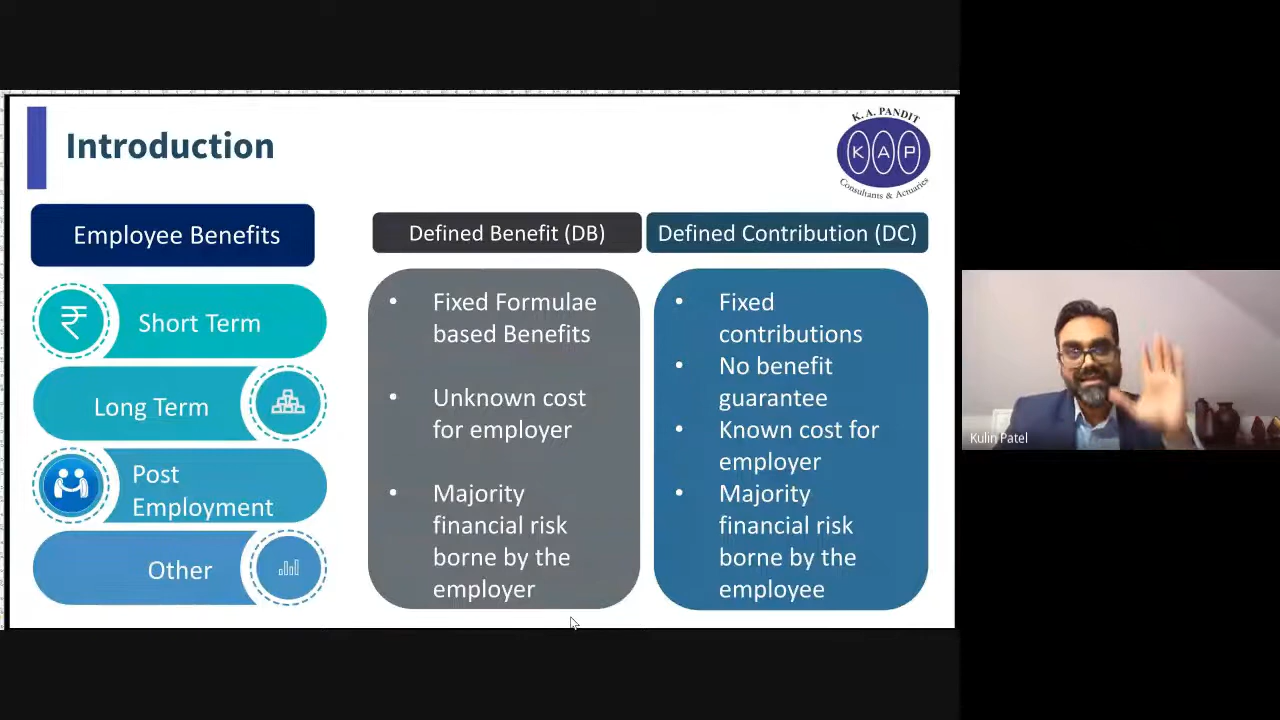 Introduction
K. A. PANDIT
K A P
Consultants & Actuaries
Employee Benefits
Short Term
Long Term
Post
Employment
Other
Defined Benefit (DB)
• Fixed Formulae
based Benefits
• Unknown cost
for employer
• Majority
financial risk
borne by the
employer
Defined Contribution (DC)
• Fixed
contributions
• No benefit
guarantee
• Known cost for
employer
• Majority
financial risk
borne by the
employee
Kulin Patel